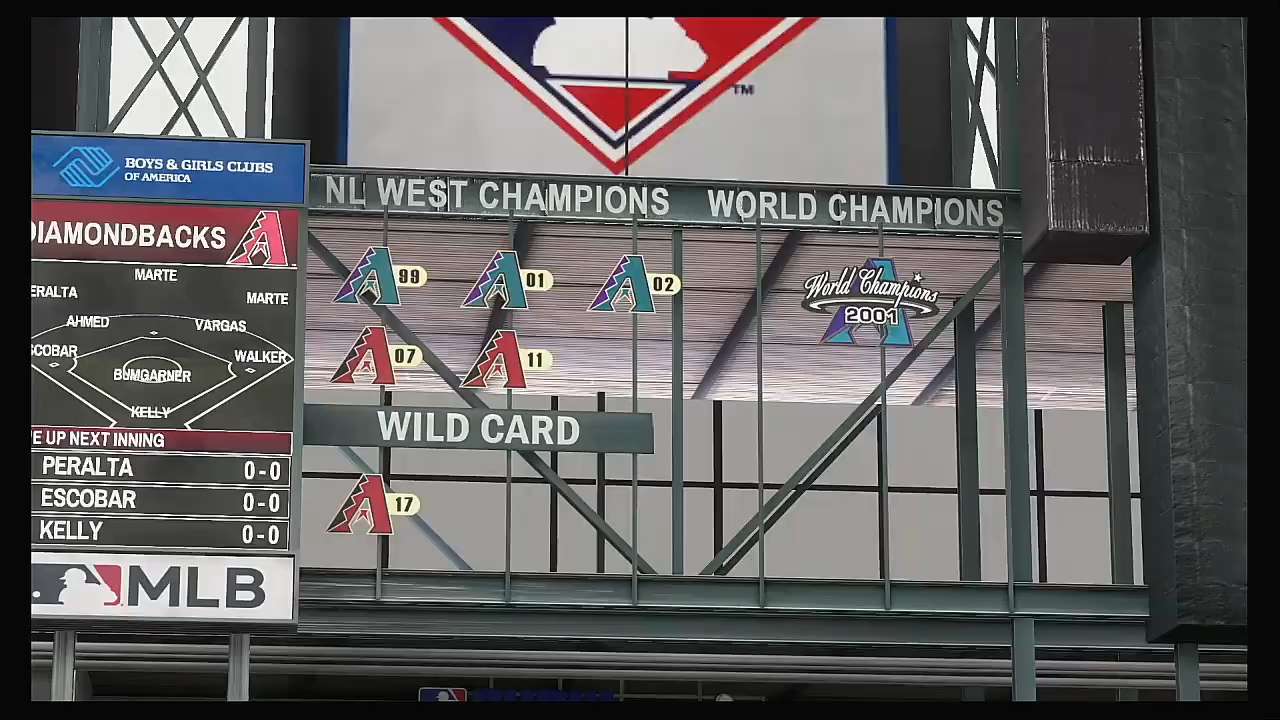 TM
BOYS & GIRLS CLUBS
OF AMERICA
NL WEST CHAMPIONS WORLD CHAMPIONS
DIAMONDBACKS
MARTE
ERALTA MARTE
AHMED VARGAS
SCOBAR WALKER
BUMGARNER
KELLY
E UP NEXT INNING
PERALTA 0-0
ESCOBAR 0-0
KELLY 0-0
MLB
99 01 02
World Champions
2001
07 11
WILD CARD
17